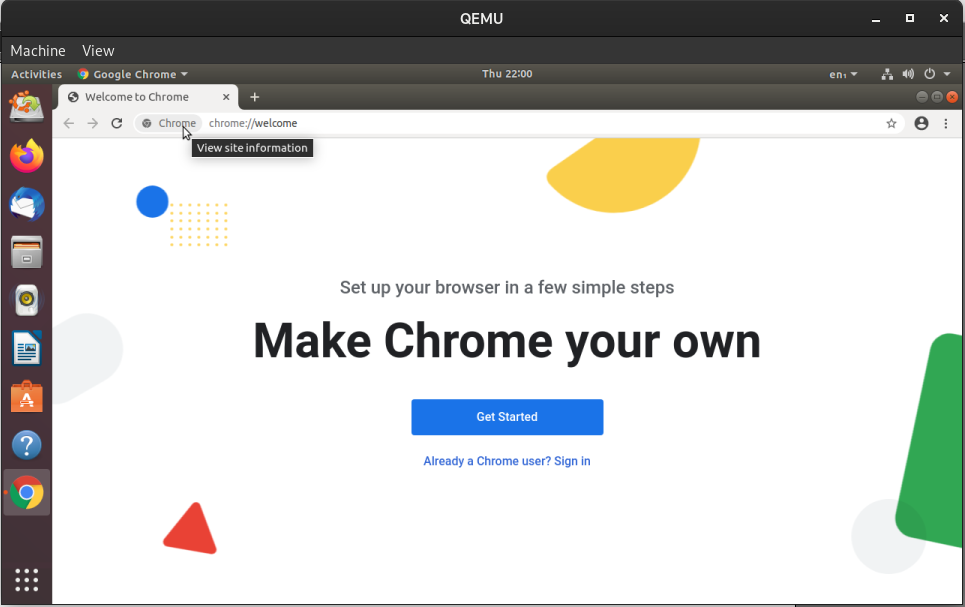 QEMU
Machine View
Activities Google Chrome Thu 22:00 en₁
Welcome to Chrome
Chrome chrome://welcome
View site information
Set up your browser in a few simple steps
Make Chrome your own
Get Started
Already a Chrome user? Sign in